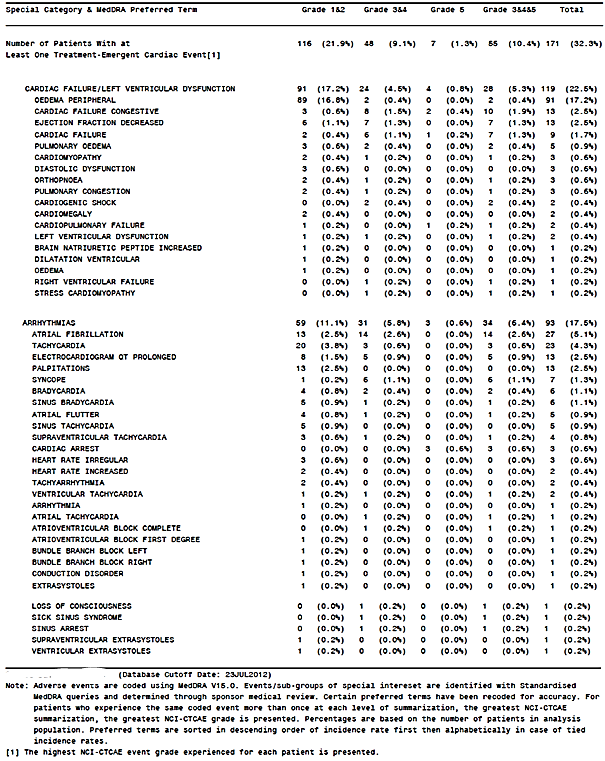 Special Category & MedDRA Preferred Term Grade 1&2 Grade 3&4 Grade 5 Grade 3&4&5 Total
Number of Patients With at 116 (21.9%) 48 (9.1%) 7 (1.3%) 55 (10.4%) 171 (32.3%)
Least One Treatment-Emergent Cardiac Event[1]
CARDIAC FAILURE/LEFT VENTRICULAR DYSFUNCTION 91 (17.2%) 24 (4.5%) 4 (0.8%) 28 (5.3%) 119 (22.5%)
OEDEMA PERIPHERAL 89 (16.8%) 2 (0.4%) 0 (0.0%) 2 (0.4%) 91 (17.2%)
CARDIAC FAILURE CONGESTIVE 3 (0.6%) 8 (1.5%) 2 (0.4%) 10 (1.9%) 13 (2.5%)
EJECTION FRACTION DECREASED 6 (1.1%) 7 (1.3%) 0 (0.0%) 7 (1.3%) 13 (2.5%)
CARDIAC FAILURE 2 (0.4%) 6 (1.1%) 1 (0.2%) 7 (1.3%) 9 (1.7%)
PULMONARY OEDEMA 3 (0.6%) 2 (0.4%) 0 (0.0%) 2 (0.4%) 5 (0.9%)
CARDIOMYOPATHY 2 (0.4%) 1 (0.2%) 0 (0.0%) 1 (0.2%) 3 (0.6%)
DIASTOLIC DYSFUNCTION 3 (0.6%) 0 (0.0%) 0 (0.0%) 0 (0.0%) 3 (0.6%)
ORTHOPNOEA 2 (0.4%) 1 (0.2%) 0 (0.0%) 1 (0.2%) 3 (0.6%)
PULMONARY CONGESTION 2 (0.4%) 1 (0.2%) 0 (0.0%) 1 (0.2%) 3 (0.6%)
CARDIOGENIC SHOCK 0 (0.0%) 2 (0.4%) 0 (0.0%) 2 (0.4%) 2 (0.4%)
CARDIOMEGALY 2 (0.4%) 0 (0.0%) 0 (0.0%) 0 (0.0%) 2 (0.4%)
CARDIOPULMONARY FAILURE 1 (0.2%) 0 (0.0%) 1 (0.2%) 1 (0.2%) 2 (0.4%)
LEFT VENTRICULAR DYSFUNCTION 1 (0.2%) 1 (0.2%) 0 (0.0%) 1 (0.2%) 2 (0.4%)
BRAIN NATRIURETIC PEPTIDE INCREASED 1 (0.2%) 0 (0.0%) 0 (0.0%) 0 (0.0%) 1 (0.2%)
DILATATION VENTRICULAR 1 (0.2%) 0 (0.0%) 0 (0.0%) 0 (0.0%) 1 (0.2%)
OEDEMA 1 (0.2%) 0 (0.0%) 0 (0.0%) 0 (0.0%) 1 (0.2%)
RIGHT VENTRICULAR FAILURE 0 (0.0%) 1 (0.2%) 0 (0.0%) 1 (0.2%) 1 (0.2%)
STRESS CARDIOMYOPATHY 0 (0.0%) 1 (0.2%) 0 (0.0%) 1 (0.2%) 1 (0.2%)
ARRHYTHMIAS 59 (11.1%) 31 (5.8%) 3 (0.6%) 34 (6.4%) 93 (17.5%)
ATRIAL FIBRILLATION 13 (2.5%) 14 (2.6%) 0 (0.0%) 14 (2.6%) 27 (5.1%)
TACHYCARDIA 20 (3.8%) 3 (0.6%) 0 (0.0%) 3 (0.6%) 23 (4.3%)
ELECTROCARDIOGRAM QT PROLONGED 8 (1.5%) 5 (0.9%) 0 (0.0%) 5 (0.9%) 13 (2.5%)
PALPITATIONS 13 (2.5%) 0 (0.0%) 0 (0.0%) 0 (0.0%) 13 (2.5%)
SYNCOPE 1 (0.2%) 6 (1.1%) 0 (0.0%) 6 (1.1%) 7 (1.3%)
BRADYCARDIA 4 (0.8%) 2 (0.4%) 0 (0.0%) 2 (0.4%) 6 (1.1%)
SINUS BRADYCARDIA 5 (0.9%) 1 (0.2%) 0 (0.0%) 1 (0.2%) 6 (1.1%)
ATRIAL FLUTTER 4 (0.8%) 1 (0.2%) 0 (0.0%) 1 (0.2%) 5 (0.9%)
SINUS TACHYCARDIA 5 (0.9%) 0 (0.0%) 0 (0.0%) 0 (0.0%) 5 (0.9%)
SUPRAVENTRICULAR TACHYCARDIA 3 (0.6%) 1 (0.2%) 0 (0.0%) 1 (0.2%) 4 (0.8%)
CARDIAC ARREST 0 (0.0%) 0 (0.0%) 3 (0.6%) 3 (0.6%) 3 (0.6%)
HEART RATE IRREGULAR 3 (0.6%) 0 (0.0%) 0 (0.0%) 0 (0.0%) 3 (0.6%)
HEART RATE INCREASED 2 (0.4%) 0 (0.0%) 0 (0.0%) 0 (0.0%) 2 (0.4%)
TACHYARRHYTHMIA 2 (0.4%) 0 (0.0%) 0 (0.0%) 0 (0.0%) 2 (0.4%)
VENTRICULAR TACHYCARDIA 1 (0.2%) 1 (0.2%) 0 (0.0%) 1 (0.2%) 2 (0.4%)
ARRHYTHMIA 1 (0.2%) 0 (0.0%) 0 (0.0%) 0 (0.0%) 1 (0.2%)
ATRIAL TACHYCARDIA 0 (0.0%) 1 (0.2%) 0 (0.0%) 1 (0.2%) 1 (0.2%)
ATRIOVENTRICULAR BLOCK COMPLETE 0 (0.0%) 1 (0.2%) 0 (0.0%) 1 (0.2%) 1 (0.2%)
ATRIOVENTRICULAR BLOCK FIRST DEGREE 1 (0.2%) 0 (0.0%) 0 (0.0%) 0 (0.0%) 1 (0.2%)
BUNDLE BRANCH BLOCK LEFT 1 (0.2%) 0 (0.0%) 0 (0.0%) 0 (0.0%) 1 (0.2%)
BUNDLE BRANCH BLOCK RIGHT 1 (0.2%) 0 (0.0%) 0 (0.0%) 0 (0.0%) 1 (0.2%)
CONDUCTION DISORDER 1 (0.2%) 0 (0.0%) 0 (0.0%) 0 (0.0%) 1 (0.2%)
EXTRASYSTOLES 1 (0.2%) 0 (0.0%) 0 (0.0%) 0 (0.0%) 1 (0.2%)
LOSS OF CONSCIOUSNESS 0 (0.0%) 1 (0.2%) 0 (0.0%) 1 (0.2%) 1 (0.2%)
SICK SINUS SYNDROME 0 (0.0%) 1 (0.2%) 0 (0.0%) 1 (0.2%) 1 (0.2%)
SINUS ARREST 0 (0.0%) 1 (0.2%) 0 (0.0%) 1 (0.2%) 1 (0.2%)
SUPRAVENTRICULAR EXTRASYSTOLES 1 (0.2%) 0 (0.0%) 0 (0.0%) 0 (0.0%) 1 (0.2%)
VENTRICULAR EXTRASYSTOLES 1 (0.2%) 0 (0.0%) 0 (0.0%) 0 (0.0%) 1 (0.2%)
(Database Cutoff Date: 23JUL2012)
Note: Adverse events are coded using MedDRA V15.0. Events/sub-groups of special intereset are identified with Standardised
MedDRA queries and determined through sponsor medical review. Certain preferred terms have been recoded for accuracy. For
patients who experience the same coded event more than once at each level of summarization, the greatest NCI-CTCAE
summarization, the greatest NCI-CTCAE grade is presented. Percentages are based on the number of patients in analysis
population. Preferred terms are sorted in descending order of incidence rate first then alphabetically in case of tied
incidence rates.
[1] The highest NCI-CTCAE event grade experienced for each patient is presented.